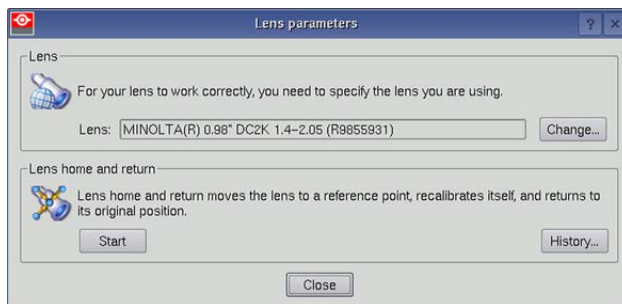 Lens parameters
? ×
Lens
For your lens to work correctly, you need to specify the lens you are using.
Lens: MINOLTA(R) 0.98" DC2K 1.4-2.05 (R9855931) Change...
Lens home and return
Lens home and return moves the lens to a reference point, recalibrates itself, and returns to
its original position.
Start History...
Close